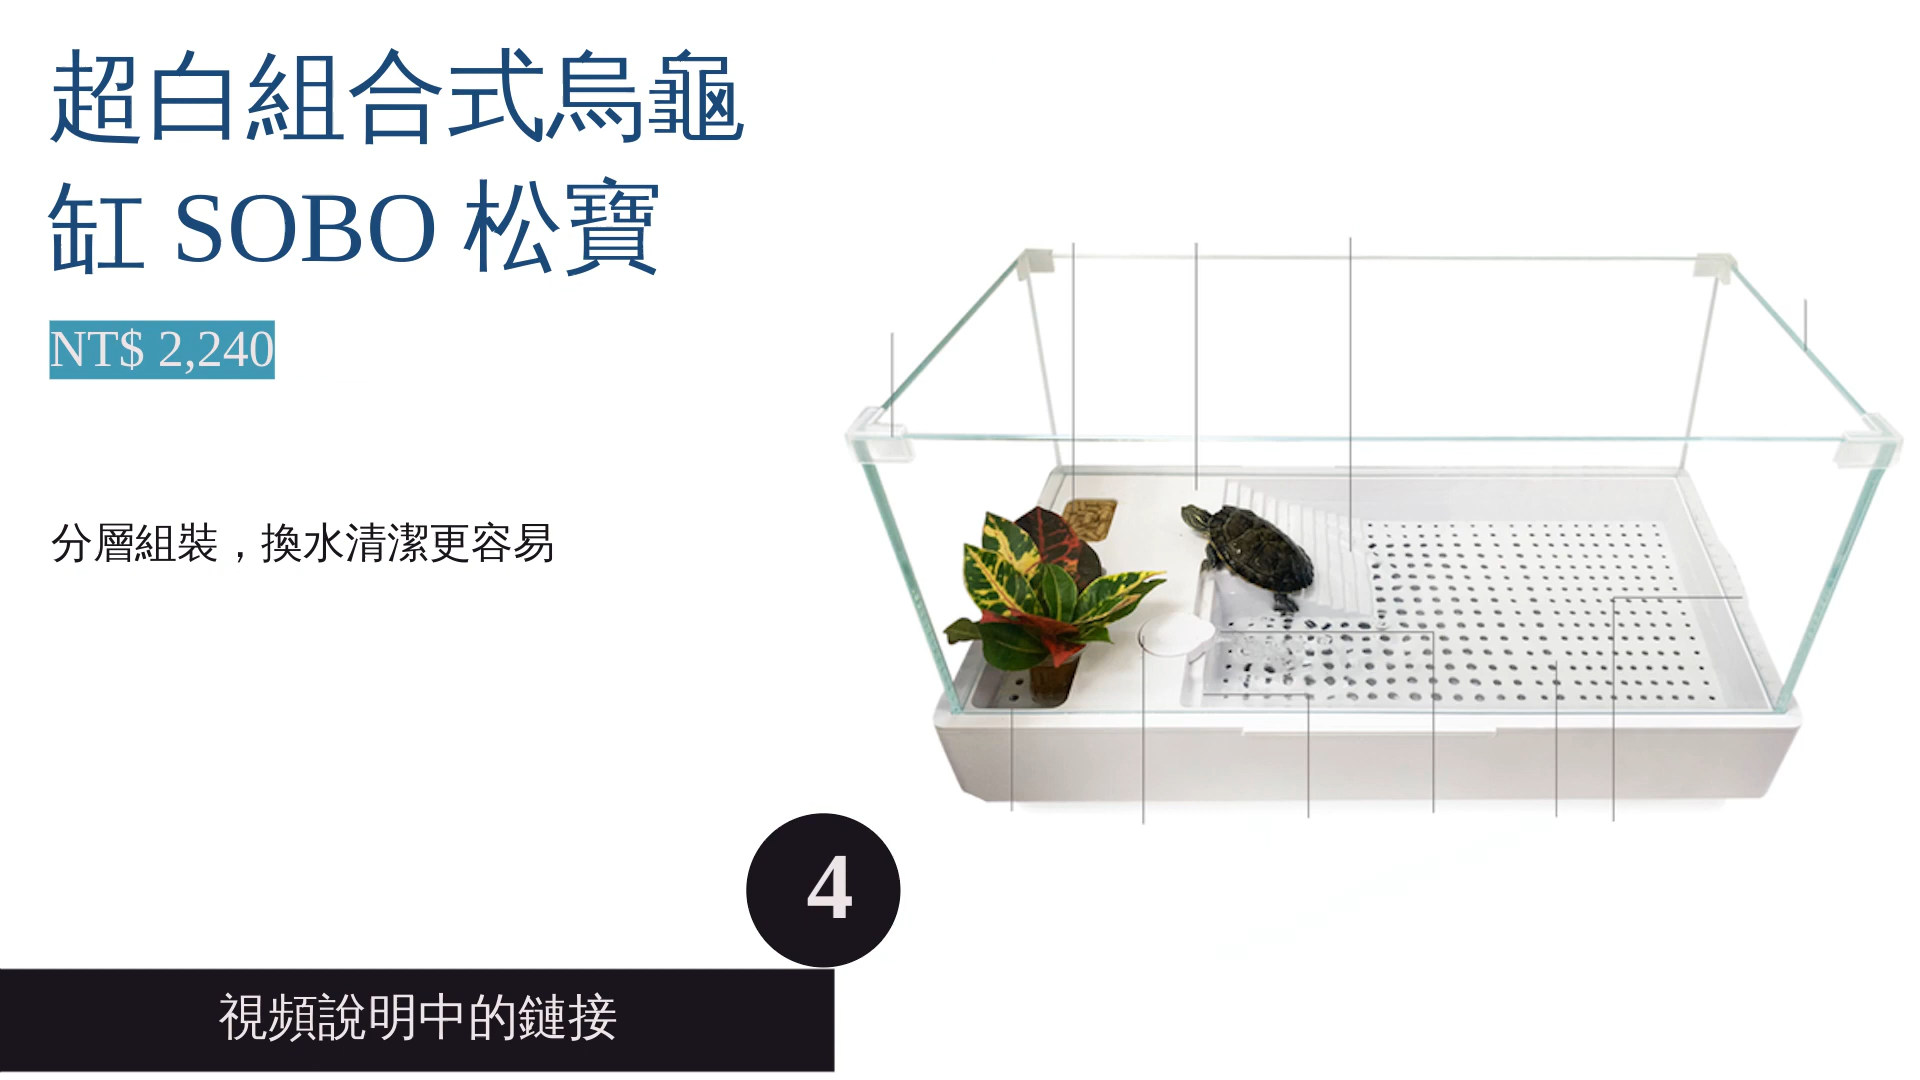 超白組合式烏龜
缸 SOBO 松寶
NT$ 2,240
分層組裝，換水清潔更容易
4
視頻說明中的鏈接